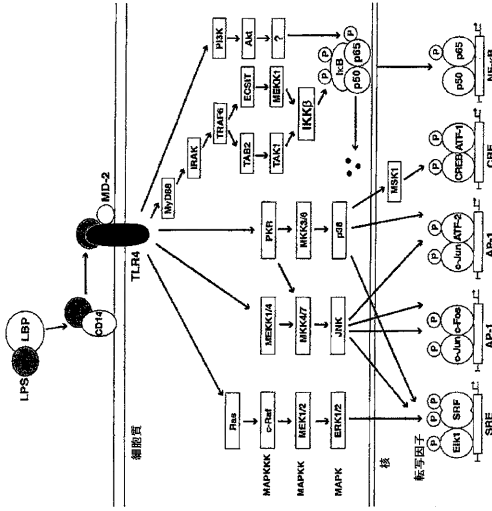 LPS
LBP
CD14
MD-2
TLR4
細胞質
MyD88
IRAK
TRAF6
PI3K
Akt
?
ECSIT
MEKK1
TAB2
TAK1
IKKβ
P
P
IκB
P
p50
p65
Ras
MAPKKK
c-Raf
MEKK1/4
PKR
MAPKK
MEK1/2
MKK4/7
MKK3/6
MAPK
ERK1/2
JNK
p38
核
MSK1
転写因子
P
P
P
P
P
P
P
P
P
P
Elk1
SRF
c-Jun
c-Fos
c-Jun
ATF-2
CREB
ATF-1
p50
p65
SRE
AP-1
AP-1
CRE
NF-κB